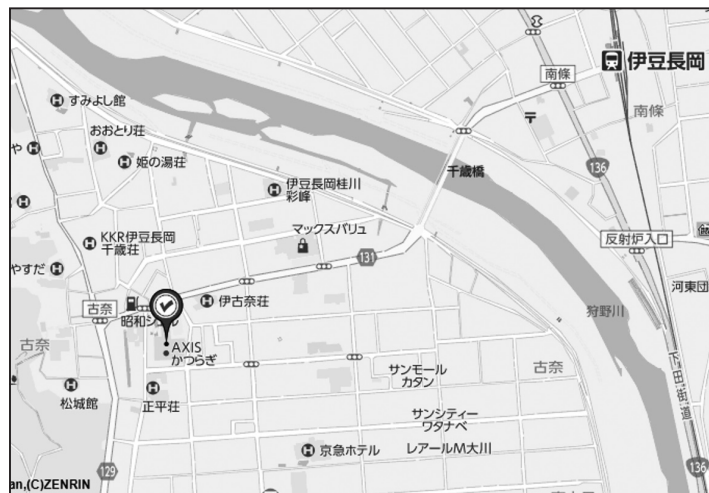 南條
伊豆長岡
すみよし館
南條
おおとり荘
や
姫の湯荘
136
千歳橋
伊豆長岡桂川
彩峰
KKR伊豆長岡
千歳荘
マックスバリュ
反射炉入口
やすだ
131
河東団
伊古奈荘
古奈
昭和シェル
狩野川
古奈
AXIS
かつらぎ
サンモール
カタン
古奈
下田街道
松城館
正平荘
サンシティー
ワタナベ
京急ホテル
レアールM大川
129
136
an,(C)ZENRIN